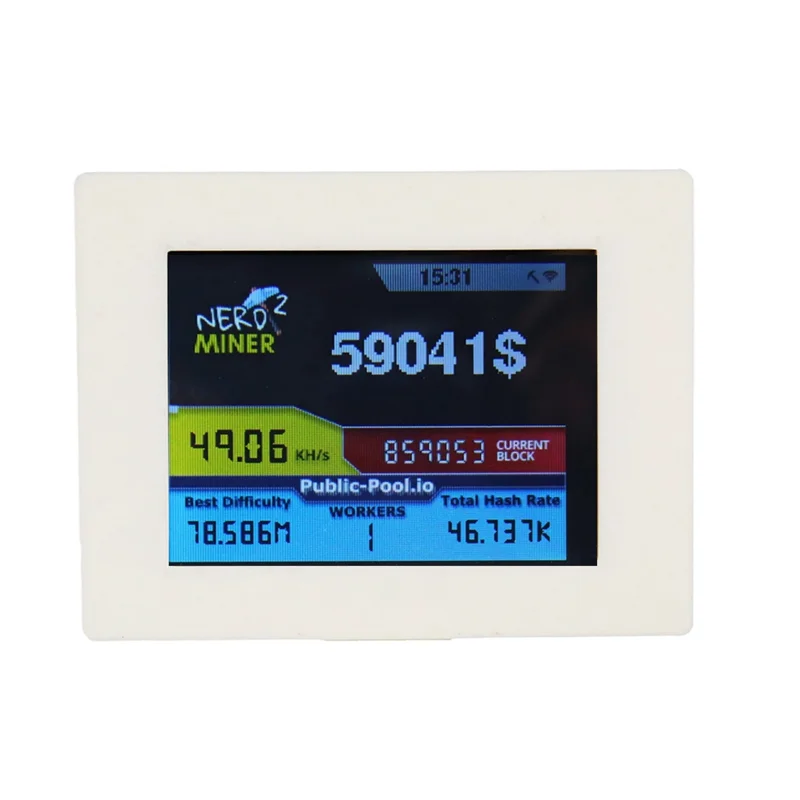 15:31
NERD 2
MINER
59041$
49.06 KH/s
859053 CURRENT BLOCK
Public-Pool.io
Best Difficulty
WORKERS
Total Hash Rate
78.586M
1
46.737K